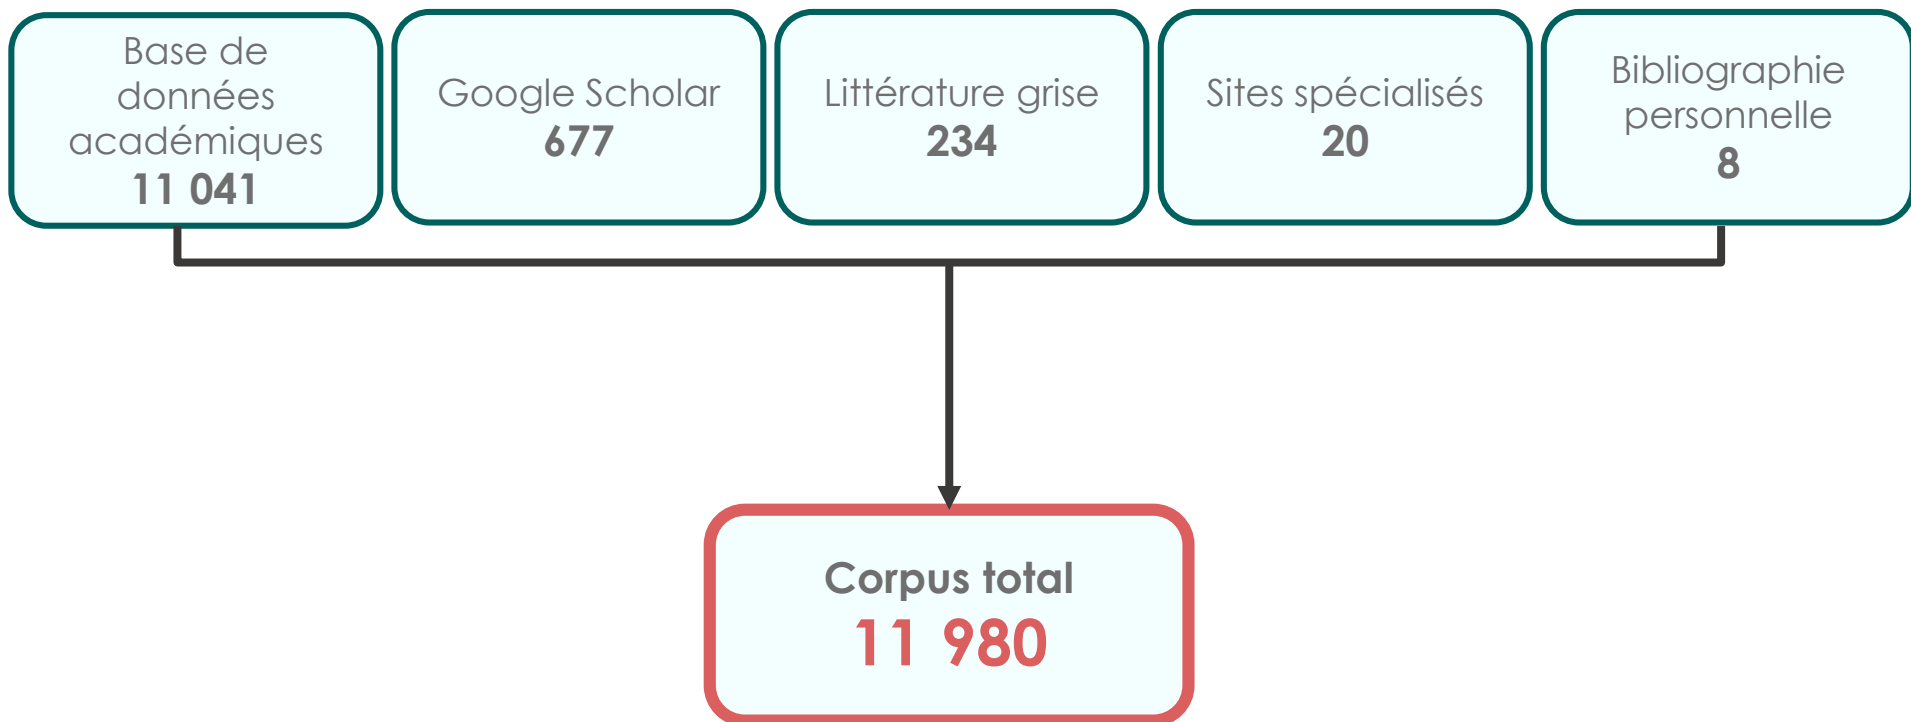 Base de
données
académiques
11 041
Google Scholar
677
Littérature grise
234
Sites spécialisés
20
Bibliographie
personnelle
8
Corpus total
11 980